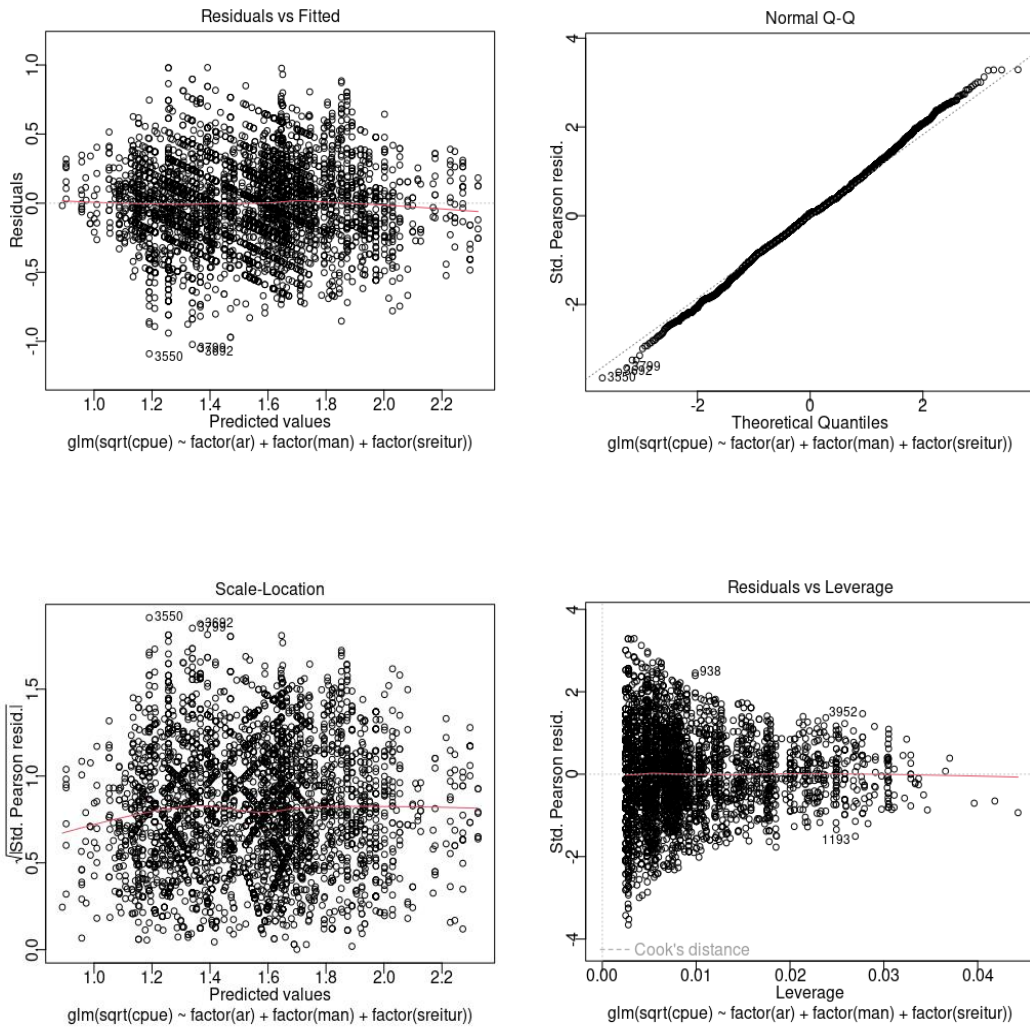 Residuals vs Fitted
Residuals
1.0
0.5
0.0
-0.5
-1.0
3550
3799
3692
1.0 1.2 1.4 1.6 1.8 2.0 2.2
Predicted values
glm(sqrt(cpue) ~ factor(ar) + factor(man) + factor(sreitur))
Normal Q-Q
Std. Pearson resid.
4
2
0
-2
3799
3692
3550
-2 0 2
Theoretical Quantiles
glm(sqrt(cpue) ~ factor(ar) + factor(man) + factor(sreitur))
Scale-Location
√|Std. Pearson resid.|
1.5
1.0
0.5
0.0
3550
3692
3799
1.0 1.2 1.4 1.6 1.8 2.0 2.2
Predicted values
glm(sqrt(cpue) ~ factor(ar) + factor(man) + factor(sreitur))
Residuals vs Leverage
Std. Pearson resid.
4
2
0
-2
-4
938
3952
1193
Cook's distance
0.00 0.01 0.02 0.03 0.04
Leverage
glm(sqrt(cpue) ~ factor(ar) + factor(man) + factor(sreitur))